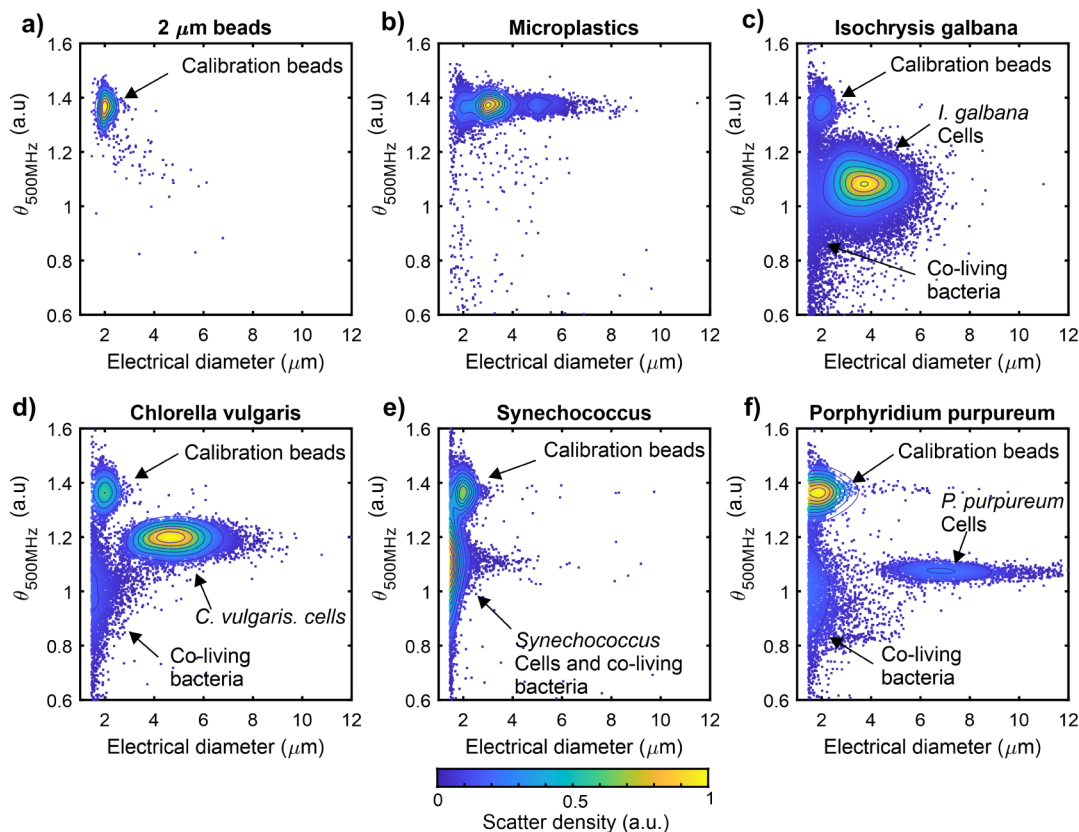 a)
2 μm beads
1.6
1.4
1.2
1
0.8
0.6
θ500MHz (a.u)
2 4 6 8 10 12
Electrical diameter (μm)
Calibration beads
b)
Microplastics
1.6
1.4
1.2
1
0.8
0.6
θ500MHz (a.u)
2 4 6 8 10 12
Electrical diameter (μm)
c)
Isochrysis galbana
1.6
1.4
1.2
1
0.8
0.6
θ500MHz (a.u)
2 4 6 8 10 12
Electrical diameter (μm)
Calibration beads
I. galbana
Cells
Co-living
bacteria
d)
Chlorella vulgaris
1.6
1.4
1.2
1
0.8
0.6
θ500MHz (a.u)
2 4 6 8 10 12
Electrical diameter (μm)
Calibration beads
C. vulgaris. cells
Co-living
bacteria
e)
Synechococcus
1.6
1.4
1.2
1
0.8
0.6
θ500MHz (a.u)
2 4 6 8 10 12
Electrical diameter (μm)
Calibration beads
Synechococcus
Cells and co-living
bacteria
f)
Porphyridium purpureum
1.6
1.4
1.2
1
0.8
0.6
θ500MHz (a.u)
2 4 6 8 10 12
Electrical diameter (μm)
Calibration beads
P. purpureum
Cells
Co-living
bacteria
0 0.5 1
Scatter density (a.u.)